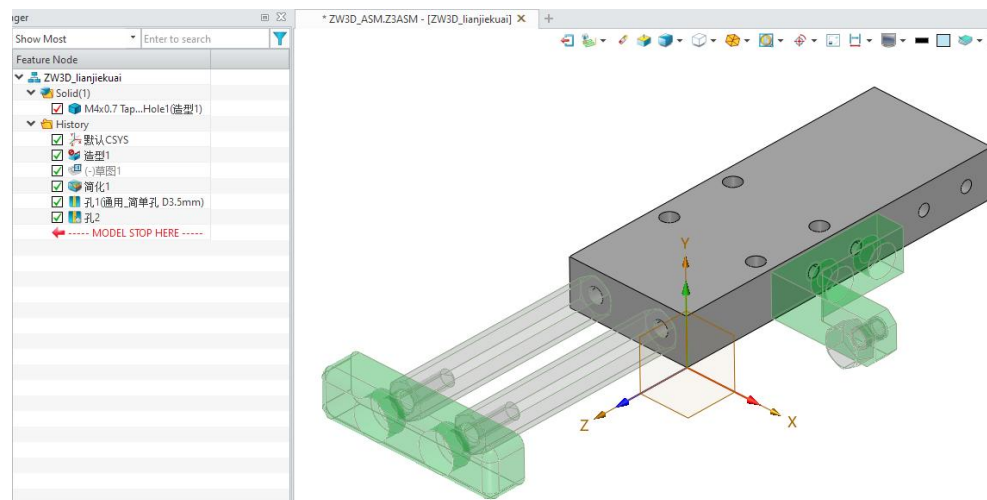 ger
* ZW3D_ASM.Z3ASM - [ZW3D_lianjiekuai]
Show Most
Enter to search
Feature Node
ZW3D_lianjiekuai
Solid(1)
M4x0.7 Tap...Hole1(造型1)
History
默认CSYS
造型1
(-)草图1
简化1
孔1(通用_简单孔 D3.5mm)
孔2
----- MODEL STOP HERE -----
Y
Z
X